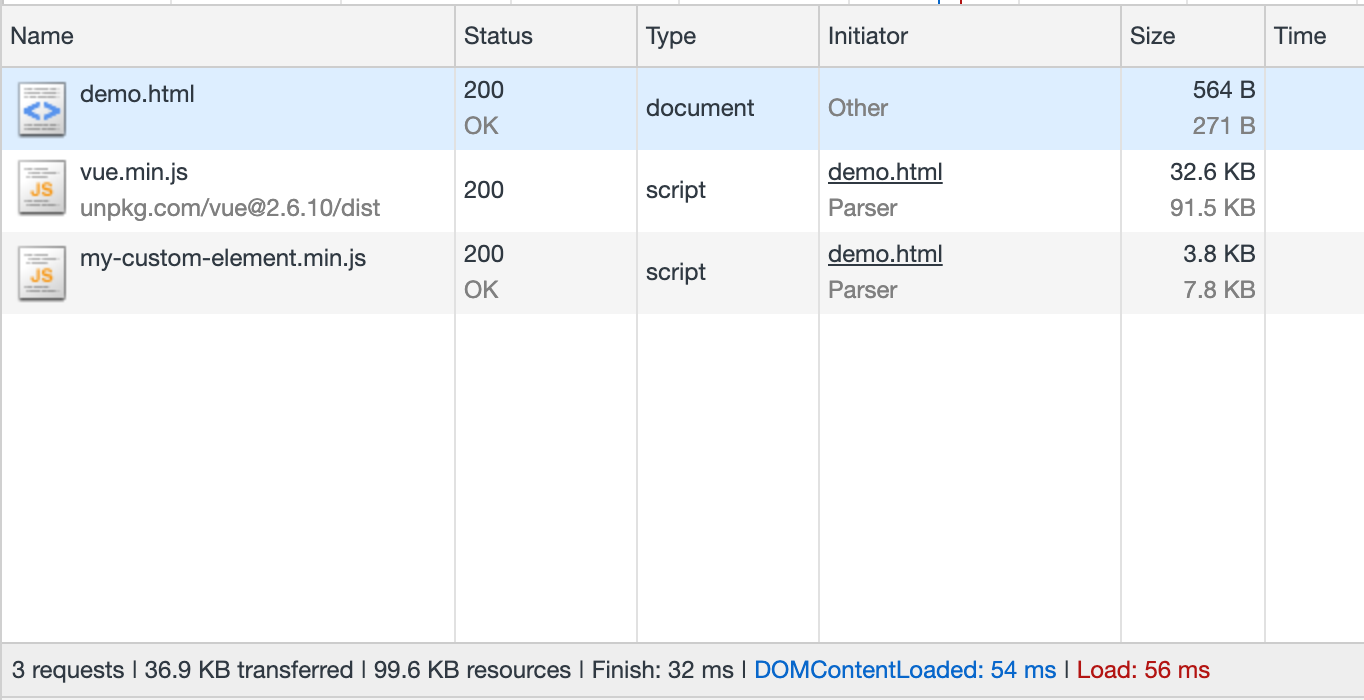 Name Status Type Initiator Size Time
demo.html 200 OK document Other 564 B 271 B
vue.min.js unpkg.com/vue@2.6.10/dist 200 script demo.html Parser 32.6 KB 91.5 KB
my-custom-element.min.js 200 OK script demo.html Parser 3.8 KB 7.8 KB
3 requests | 36.9 KB transferred | 99.6 KB resources | Finish: 32 ms | DOMContentLoaded: 54 ms | Load: 56 ms